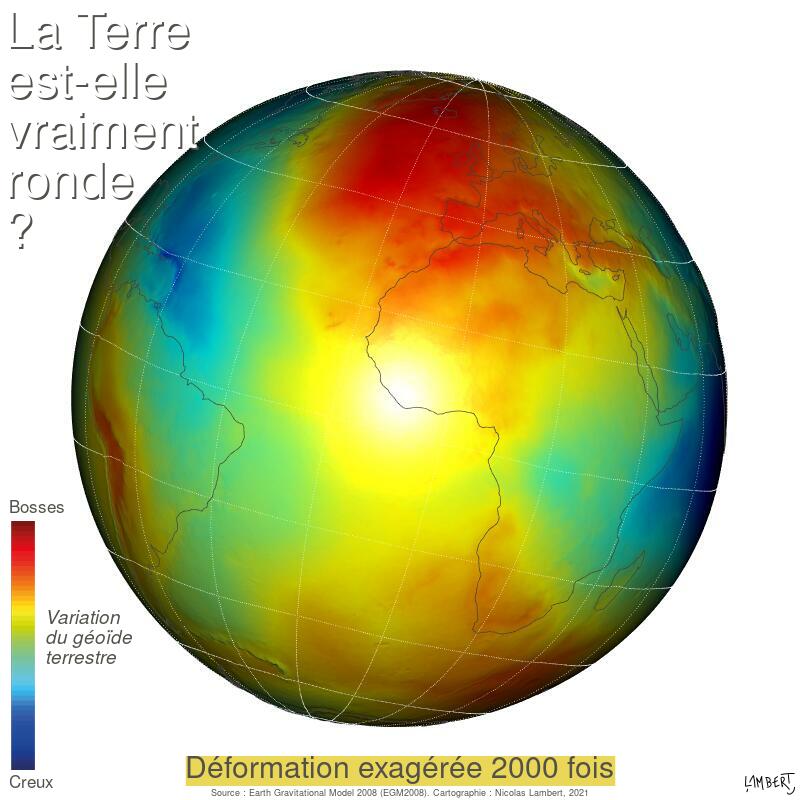 La Terre
est-elle
vraiment
ronde
?
Bosses
Variation
du géoïde
terrestre
Creux
Déformation exagérée 2000 fois
Source : Earth Gravitational Model 2008 (EGM2008). Cartographie : Nicolas Lambert, 2021
LAMBERT